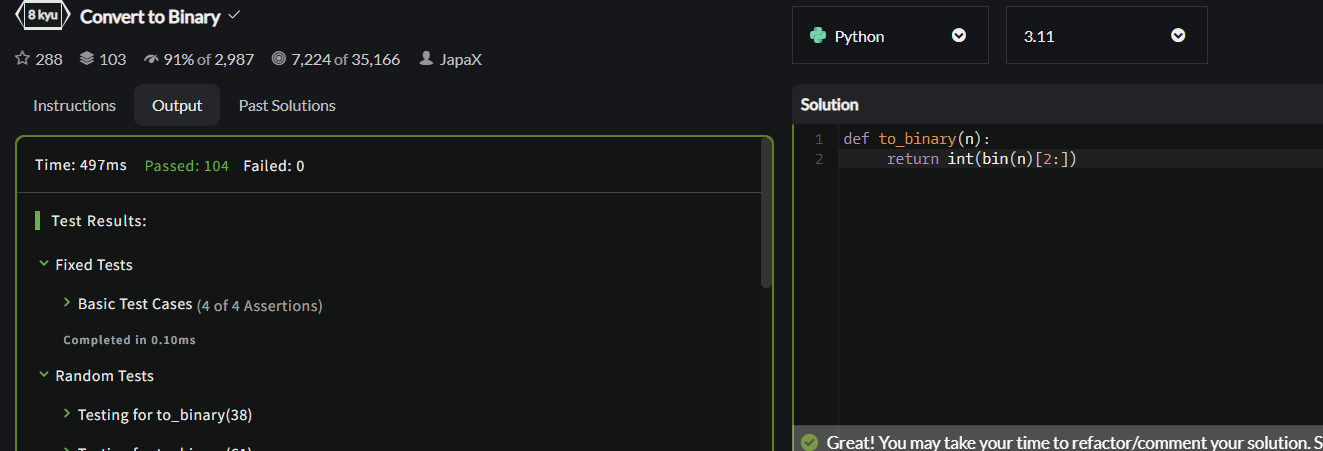 8 kyu Convert to Binary
288 103 91% of 2,987 7,224 of 35,166 JapaX
Instructions Output Past Solutions
Time: 497ms Passed: 104 Failed: 0
Test Results:
Fixed Tests
Basic Test Cases (4 of 4 Assertions)
Completed in 0.10ms
Random Tests
Testing for to_binary(38)
Python 3.11
Solution
1 def to_binary(n):
2 return int(bin(n)[2:])
Great! You may take your time to refactor/comment your solution. S